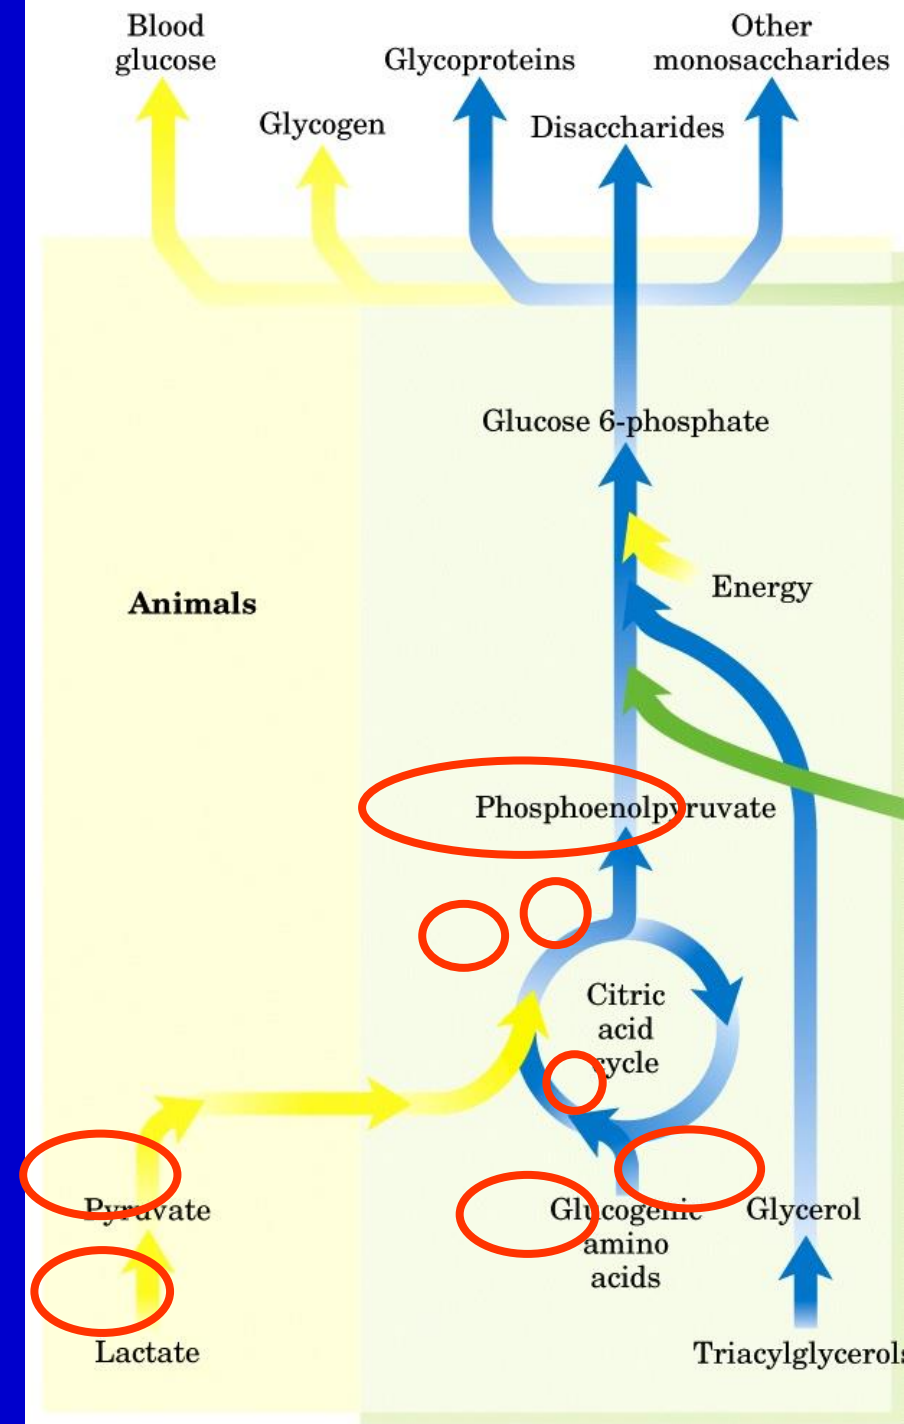 Blood
glucose
Glycogen
Glycoproteins
Disaccharides
Other
monosaccharides
Glucose 6-phosphate
Energy
Animals
Phosphoenolpyruvate
Citric
acid
cycle
Pyruvate
Glucogenic
amino
acids
Glycerol
Lactate
Triacylglycerols